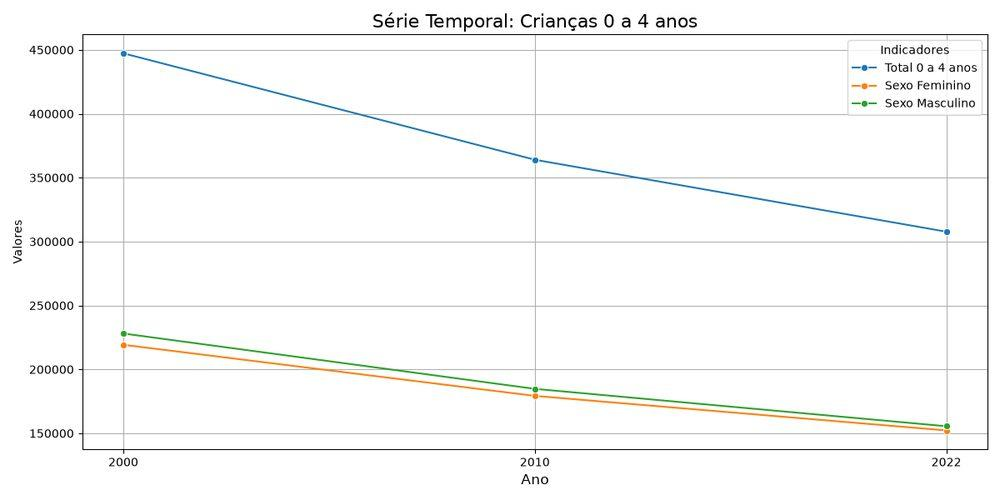 Série Temporal: Crianças 0 a 4 anos
Indicadores
Total 0 a 4 anos
Sexo Feminino
Sexo Masculino
Valores
450000
400000
350000
300000
250000
200000
150000
2000
2010
2022
Ano